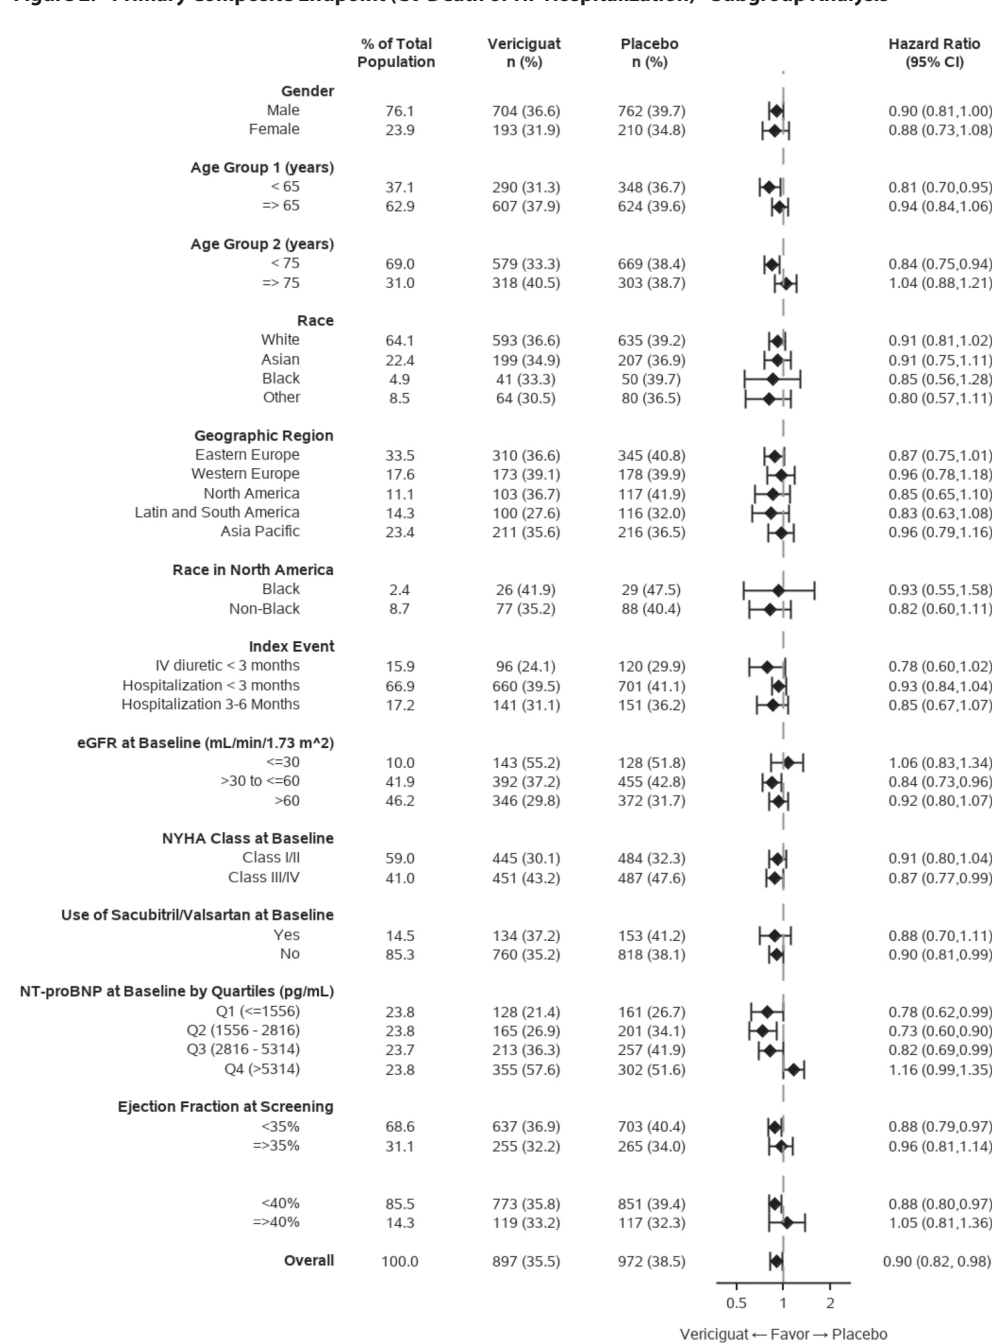 Figure 2: Primary Composite Endpoint (CV Death or HF Hospitalization) - Subgroup Analysis
% of Total Vericiguat Placebo Hazard Ratio
Population n (%) n (%) (95% CI)
Gender
Male 76.1 704 (36.6) 762 (39.7) 0.90 (0.81,1.00)
Female 23.9 193 (31.9) 210 (34.8) 0.88 (0.73,1.08)
Age Group 1 (years)
< 65 37.1 290 (31.3) 348 (36.7) 0.81 (0.70,0.95)
=> 65 62.9 607 (37.9) 624 (39.6) 0.94 (0.84,1.06)
Age Group 2 (years)
< 75 69.0 579 (33.3) 669 (38.4) 0.84 (0.75,0.94)
=> 75 31.0 318 (40.5) 303 (38.7) 1.04 (0.88,1.21)
Race
White 64.1 593 (36.6) 635 (39.2) 0.91 (0.81,1.02)
Asian 22.4 199 (34.9) 207 (36.9) 0.91 (0.75,1.11)
Black 4.9 41 (33.3) 50 (39.7) 0.85 (0.56,1.28)
Other 8.5 64 (30.5) 80 (36.5) 0.80 (0.57,1.11)
Geographic Region
Eastern Europe 33.5 310 (36.6) 345 (40.8) 0.87 (0.75,1.01)
Western Europe 17.6 173 (39.1) 178 (39.9) 0.96 (0.78,1.18)
North America 11.1 103 (36.7) 117 (41.9) 0.85 (0.65,1.10)
Latin and South America 14.3 100 (27.6) 116 (32.0) 0.83 (0.63,1.08)
Asia Pacific 23.4 211 (35.6) 216 (36.5) 0.96 (0.79,1.16)
Race in North America
Black 2.4 26 (41.9) 29 (47.5) 0.93 (0.55,1.58)
Non-Black 8.7 77 (35.2) 88 (40.4) 0.82 (0.60,1.11)
Index Event
IV diuretic < 3 months 15.9 96 (24.1) 120 (29.9) 0.78 (0.60,1.02)
Hospitalization < 3 months 66.9 660 (39.5) 701 (41.1) 0.93 (0.84,1.04)
Hospitalization 3-6 Months 17.2 141 (31.1) 151 (36.2) 0.85 (0.67,1.07)
eGFR at Baseline (mL/min/1.73 m^2)
<=30 10.0 143 (55.2) 128 (51.8) 1.06 (0.83,1.34)
>30 to <=60 41.9 392 (37.2) 455 (42.8) 0.84 (0.73,0.96)
>60 46.2 346 (29.8) 372 (31.7) 0.92 (0.80,1.07)
NYHA Class at Baseline
Class I/II 59.0 445 (30.1) 484 (32.3) 0.91 (0.80,1.04)
Class III/IV 41.0 451 (43.2) 487 (47.6) 0.87 (0.77,0.99)
Use of Sacubitril/Valsartan at Baseline
Yes 14.5 134 (37.2) 153 (41.2) 0.88 (0.70,1.11)
No 85.3 760 (35.2) 818 (38.1) 0.90 (0.81,0.99)
NT-proBNP at Baseline by Quartiles (pg/mL)
Q1 (<=1556) 23.8 128 (21.4) 161 (26.7) 0.78 (0.62,0.99)
Q2 (1556 - 2816) 23.8 165 (26.9) 201 (34.1) 0.73 (0.60,0.90)
Q3 (2816 - 5314) 23.7 213 (36.3) 257 (41.9) 0.82 (0.69,0.99)
Q4 (>5314) 23.8 355 (57.6) 302 (51.6) 1.16 (0.99,1.35)
Ejection Fraction at Screening
<35% 68.6 637 (36.9) 703 (40.4) 0.88 (0.79,0.97)
=>35% 31.1 255 (32.2) 265 (34.0) 0.96 (0.81,1.14)
<40% 85.5 773 (35.8) 851 (39.4) 0.88 (0.80,0.97)
=>40% 14.3 119 (33.2) 117 (32.3) 1.05 (0.81,1.36)
Overall 100.0 897 (35.5) 972 (38.5) 0.90 (0.82, 0.98)
0.5 1 2
Vericiguat ← Favor → Placebo